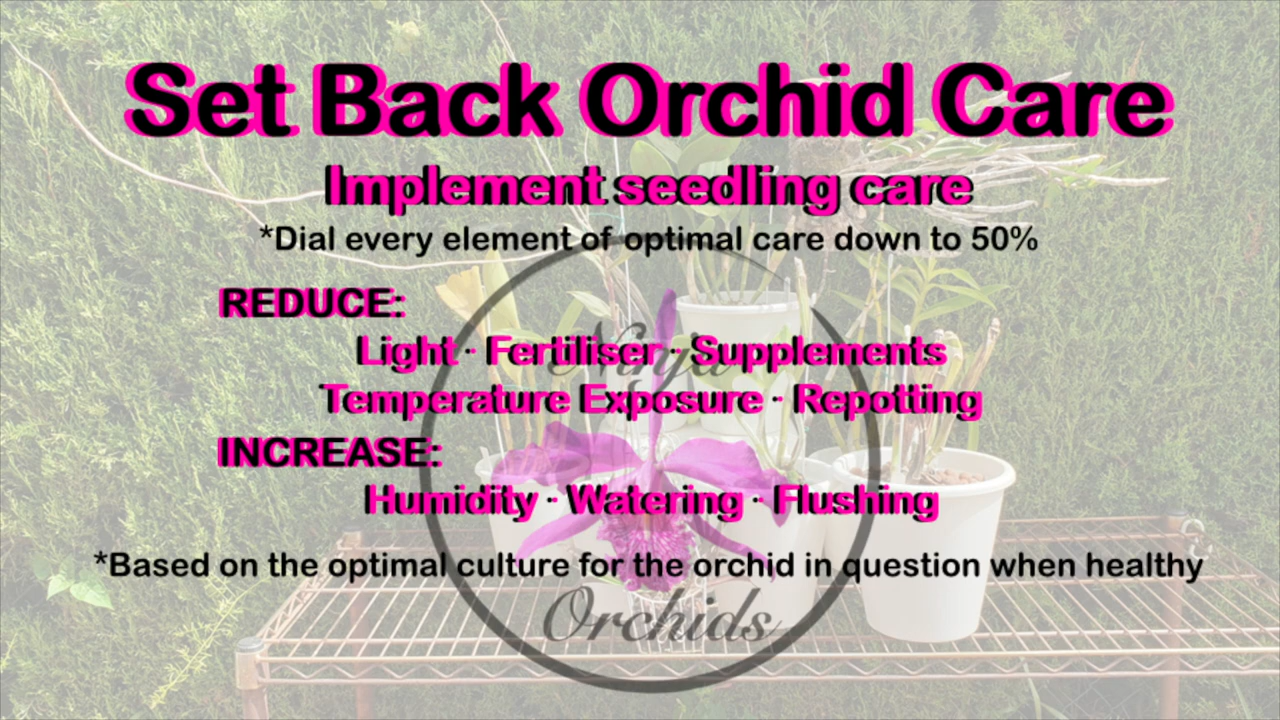 Set Back Orchid Care
Implement seedling care
*Dial every element of optimal care down to 50%
REDUCE:
Light · Fertiliser · Supplements
Ninja
Temperature Exposure · Repotting
INCREASE:
Humidity · Watering · Flushing
*Based on the optimal culture for the orchid in question when healthy
Orchids